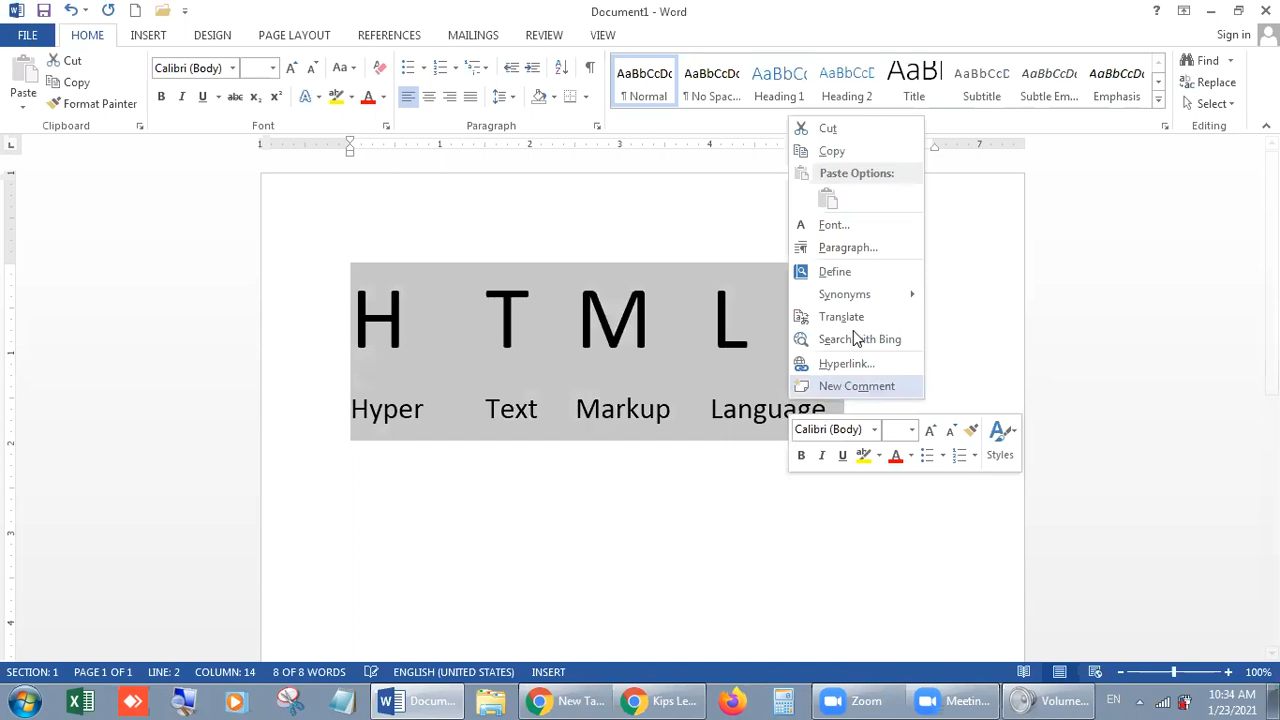 Document1 - Word
Sign in
FILE HOME INSERT DESIGN PAGE LAYOUT REFERENCES MAILINGS REVIEW VIEW
Paste
Cut
Copy
Format Painter
Clipboard
Calibri (Body)
Font
Paragraph
AaBbCcDc AaBbCcDc AaBbCc AaBbCcE AaBl AaBbCcD AaBbCcDc AaBbCcDc
¶ Normal ¶ No Spac... Heading 1 Heading 2 Title Subtitle Subtle Em... Emphasis
Find
Replace
Select
Editing
Cut
Copy
Paste Options:
Font...
Paragraph...
Define
Synonyms
Translate
Search with Bing
Hyperlink...
New Comment
H T M L
Hyper Text Markup Language
Calibri (Body)
Styles
SECTION: 1 PAGE 1 OF 1 LINE: 2 COLUMN: 14 8 OF 8 WORDS ENGLISH (UNITED STATES) INSERT 100%
Docum... New Ta... Kips Le... Zoom Meetin... Volume... EN
10:34 AM
1/23/2021